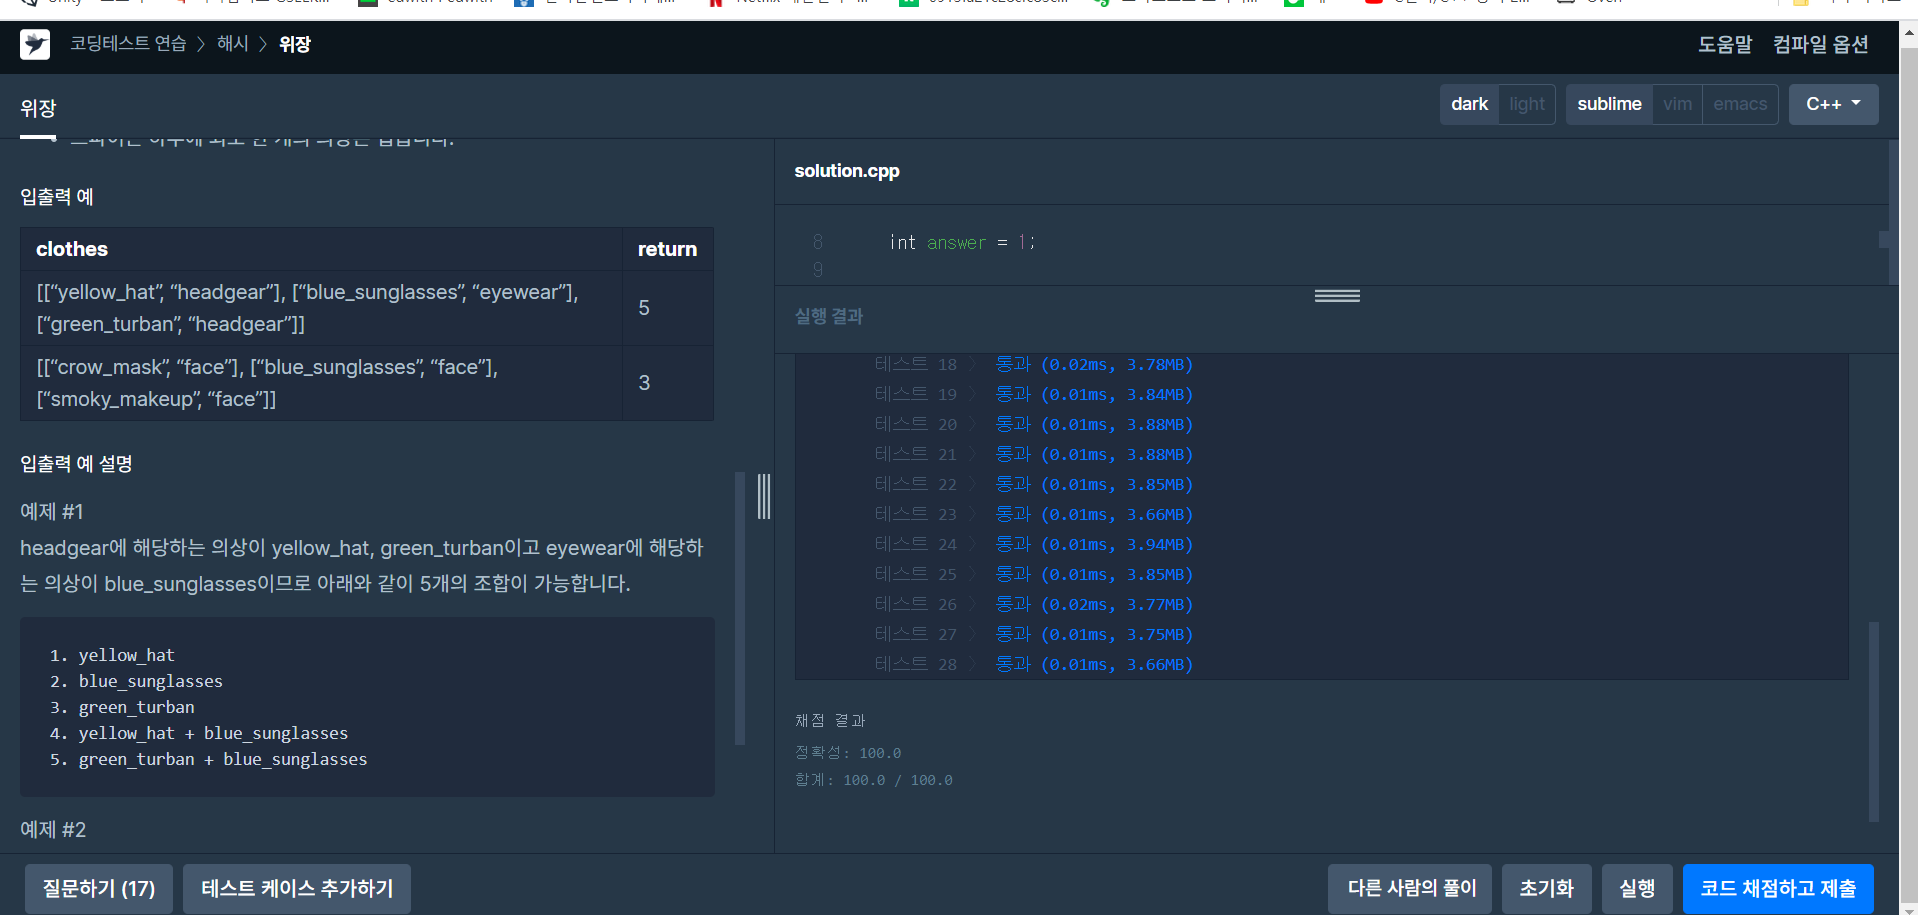 코딩테스트 연습 > 해시 > 위장
도움말 컴파일 옵션
위장
dark light sublime vim emacs C++
입출력 예
clothes return
[["yellow_hat", "headgear"], ["blue_sunglasses", "eyewear"],
["green_turban", "headgear"]]
5
[["crow_mask", "face"], ["blue_sunglasses", "face"],
["smoky_makeup", "face"]]
3
입출력 예 설명
예제 #1
headgear에 해당하는 의상이 yellow_hat, green_turban이고 eyewear에 해당하
는 의상이 blue_sunglasses이므로 아래와 같이 5개의 조합이 가능합니다.
1. yellow_hat
2. blue_sunglasses
3. green_turban
4. yellow_hat + blue_sunglasses
5. green_turban + blue_sunglasses
예제 #2
solution.cpp
8 int answer = 1;
9
실행 결과
테스트 18 〉 통과 (0.02ms, 3.78MB)
테스트 19 〉 통과 (0.01ms, 3.84MB)
테스트 20 〉 통과 (0.01ms, 3.88MB)
테스트 21 〉 통과 (0.01ms, 3.88MB)
테스트 22 〉 통과 (0.01ms, 3.85MB)
테스트 23 〉 통과 (0.01ms, 3.66MB)
테스트 24 〉 통과 (0.01ms, 3.94MB)
테스트 25 〉 통과 (0.01ms, 3.85MB)
테스트 26 〉 통과 (0.02ms, 3.77MB)
테스트 27 〉 통과 (0.01ms, 3.75MB)
테스트 28 〉 통과 (0.01ms, 3.66MB)
채점 결과
정확성: 100.0
합계: 100.0 / 100.0
질문하기 (17) 테스트 케이스 추가하기 다른 사람의 풀이 초기화 실행 코드 채점하고 제출